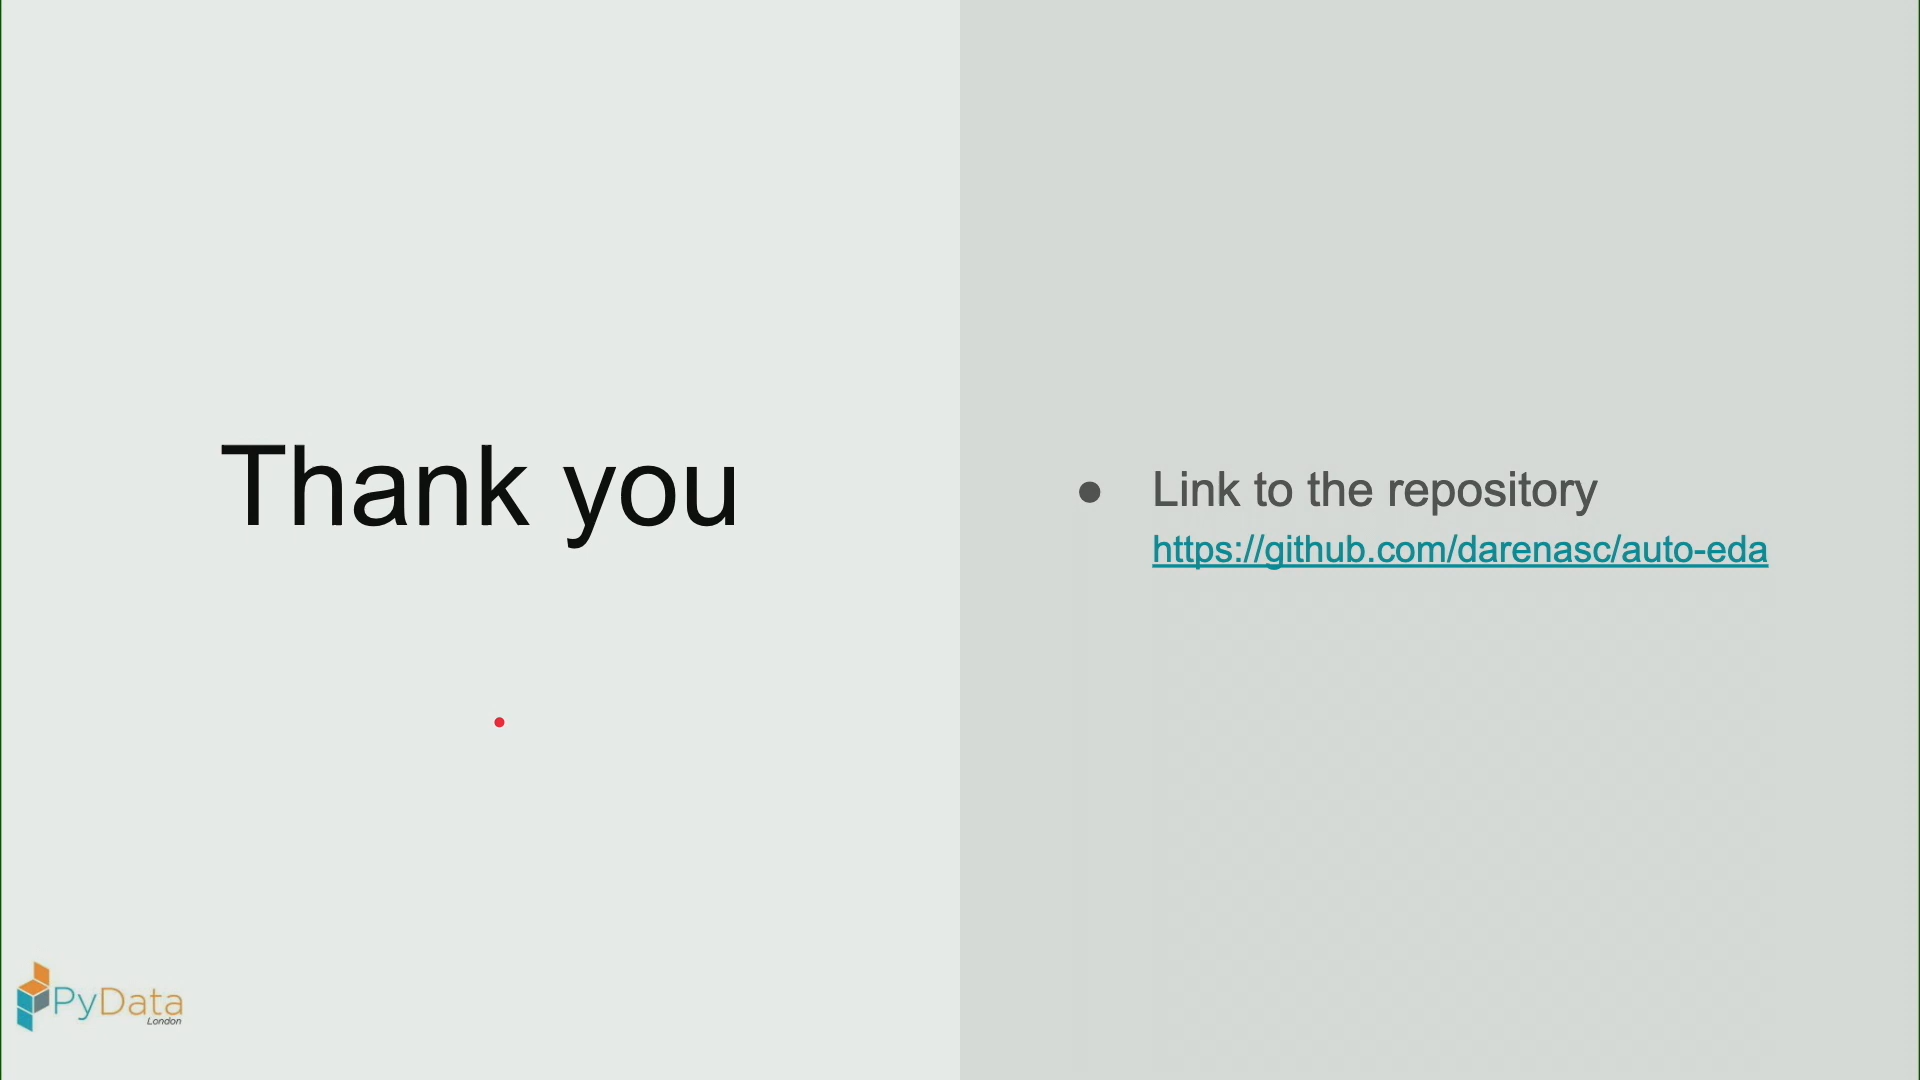 Thank you
Link to the repository
https://github.com/darenasc/auto-eda
PyData
London